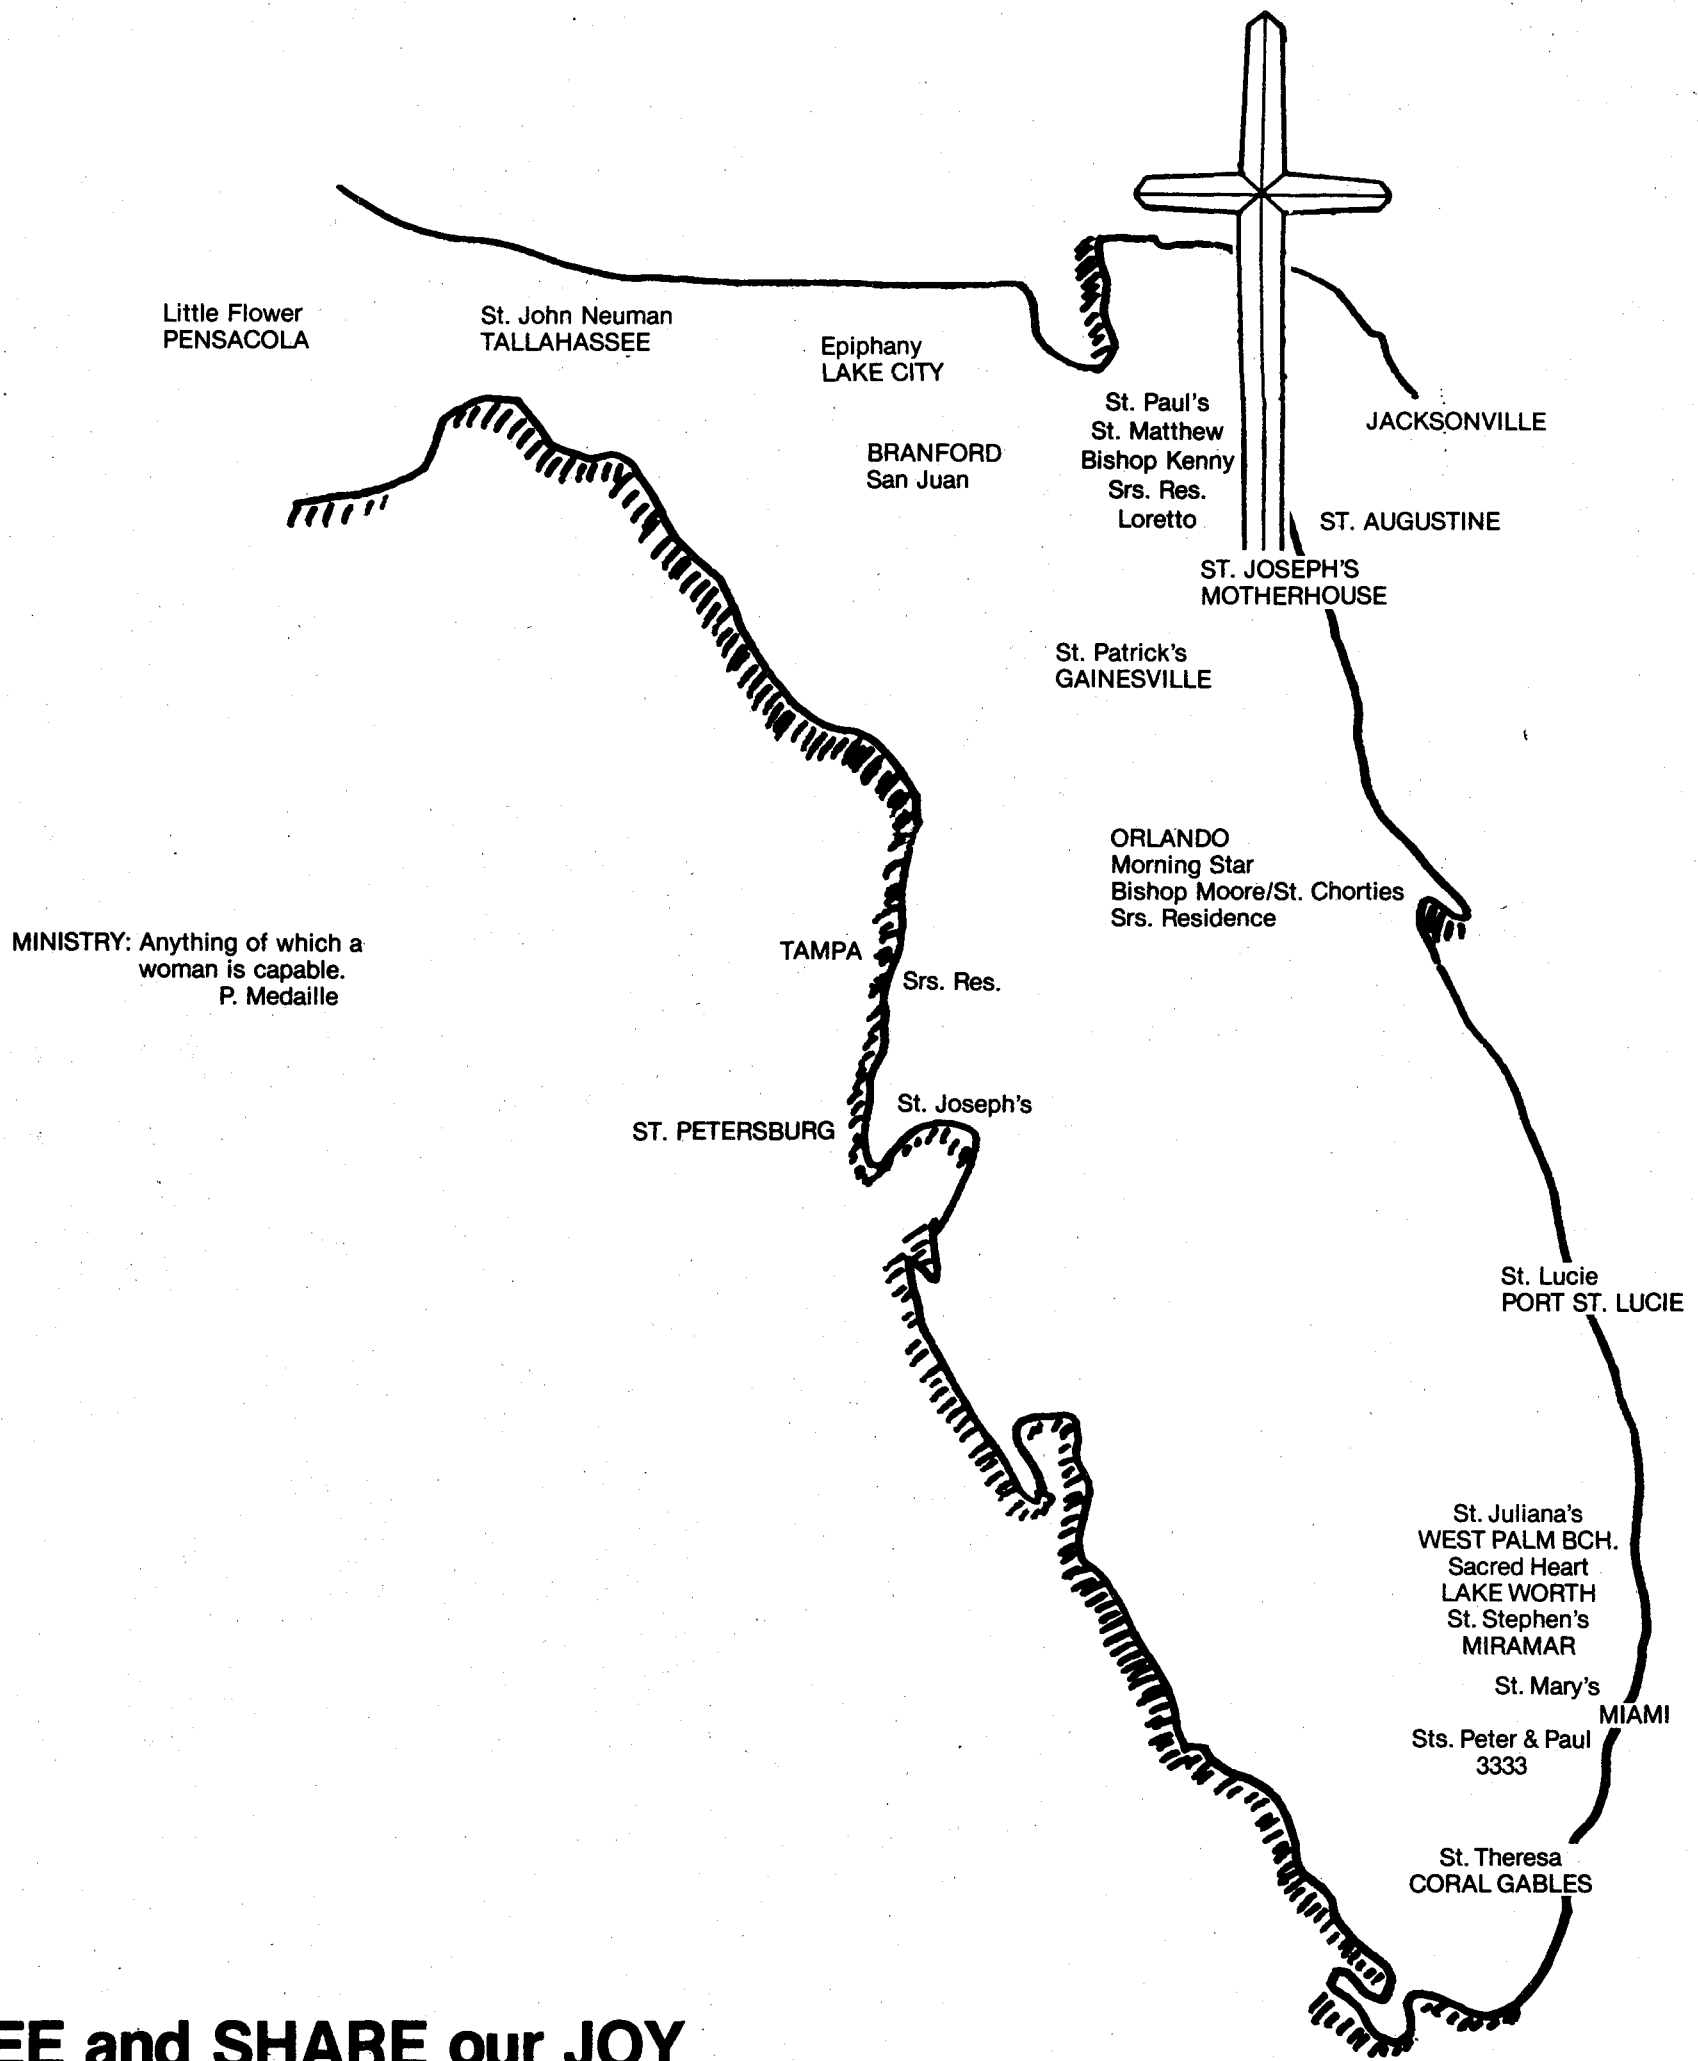 Little Flower
PENSACOLA
St. John Neuman
TALLAHASSEE
Epiphany
LAKE CITY
BRANFORD
San Juan
St. Paul's
St. Matthew
Bishop Kenny
Srs. Res.
Loretto
JACKSONVILLE
ST. AUGUSTINE
ST. JOSEPH'S
MOTHERHOUSE
St. Patrick's
GAINESVILLE
ORLANDO
Morning Star
Bishop Moore/St. Chorties
Srs. Residence
MINISTRY: Anything of which a
woman is capable.
P. Medaille
TAMPA
Srs. Res.
St. Joseph's
ST. PETERSBURG
St. Lucie
PORT ST. LUCIE
St. Juliana's
WEST PALM BCH.
Sacred Heart
LAKE WORTH
St. Stephen's
MIRAMAR
St. Mary's
MIAMI
Sts. Peter & Paul
3333
St. Theresa
CORAL GABLES
EE and SHARE our JOY